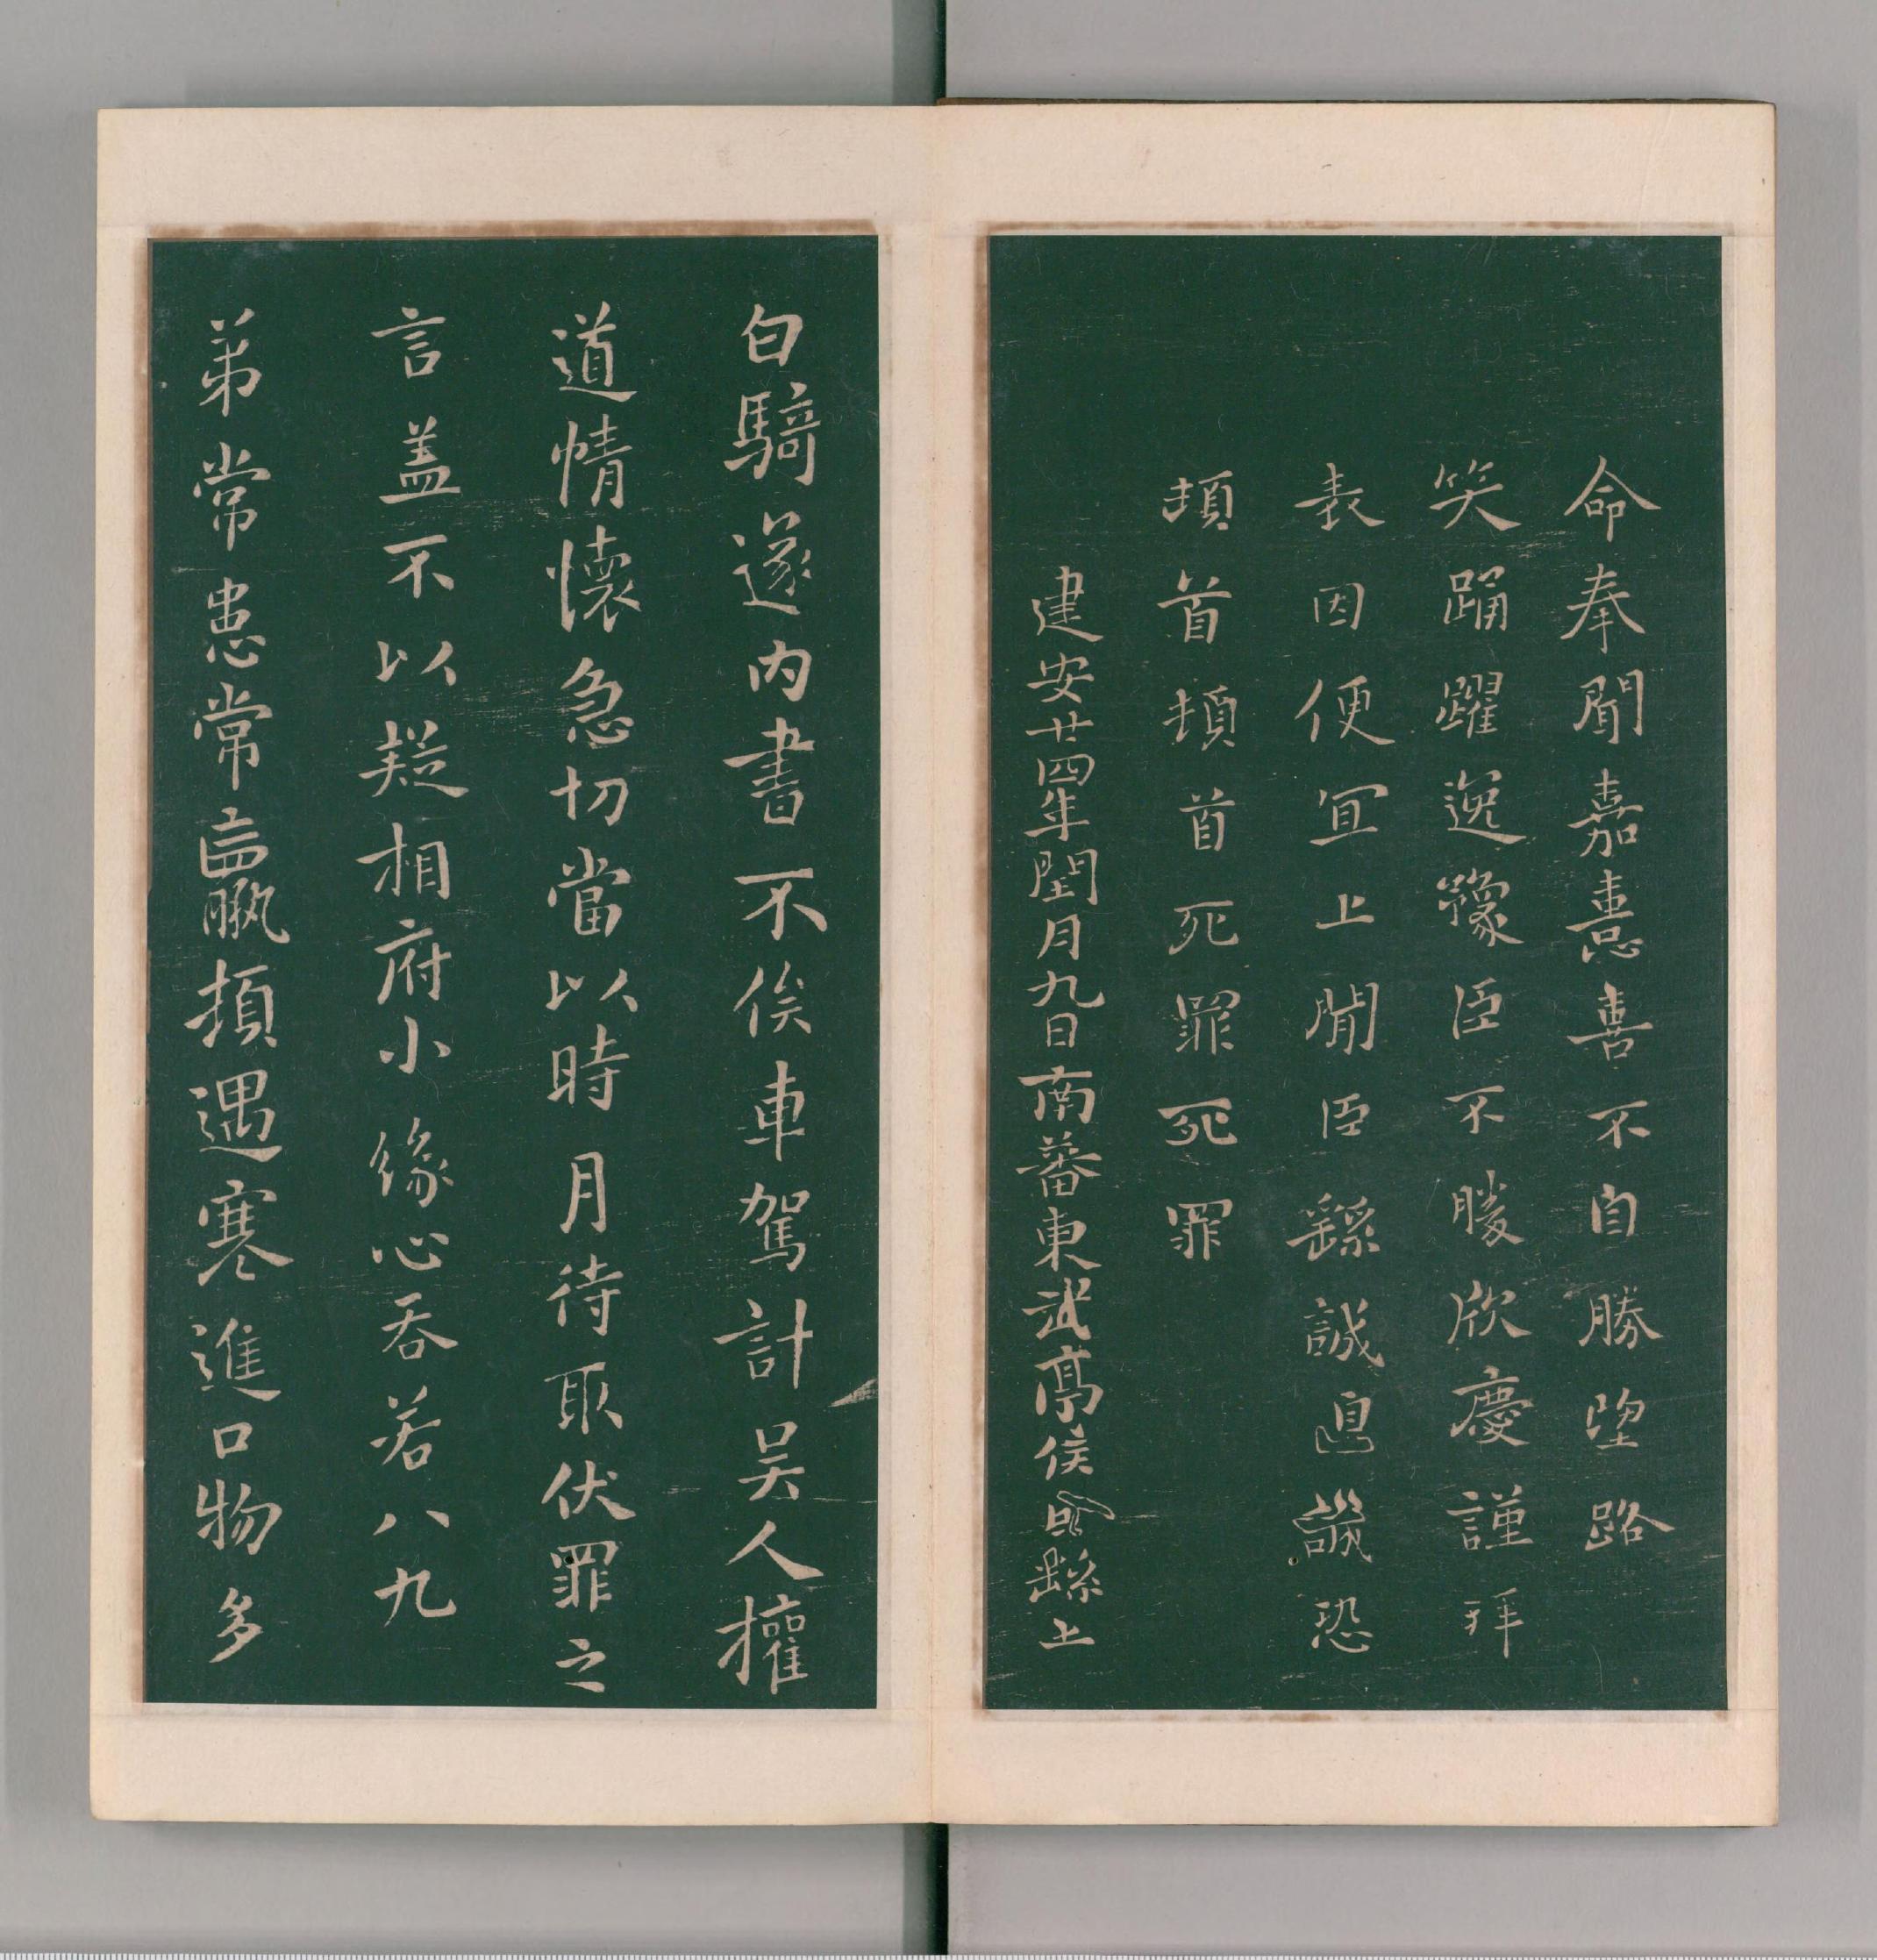 命奉聞嘉憙喜不自勝望路
笑踊躍逸豫臣不勝欣慶謹拜
表因便宜上聞臣繇誠惶誠恐
頓首頓首死罪死罪
建安廿四年閏月九日南蕃東武亭侯臣繇上
白騎遂內書不俟車駕計吴人權
道情懷急切當以時月待取伏罪之
言盖不以疑相府小緣心吞若八九
弟常患常羸頓遇寒進口物多